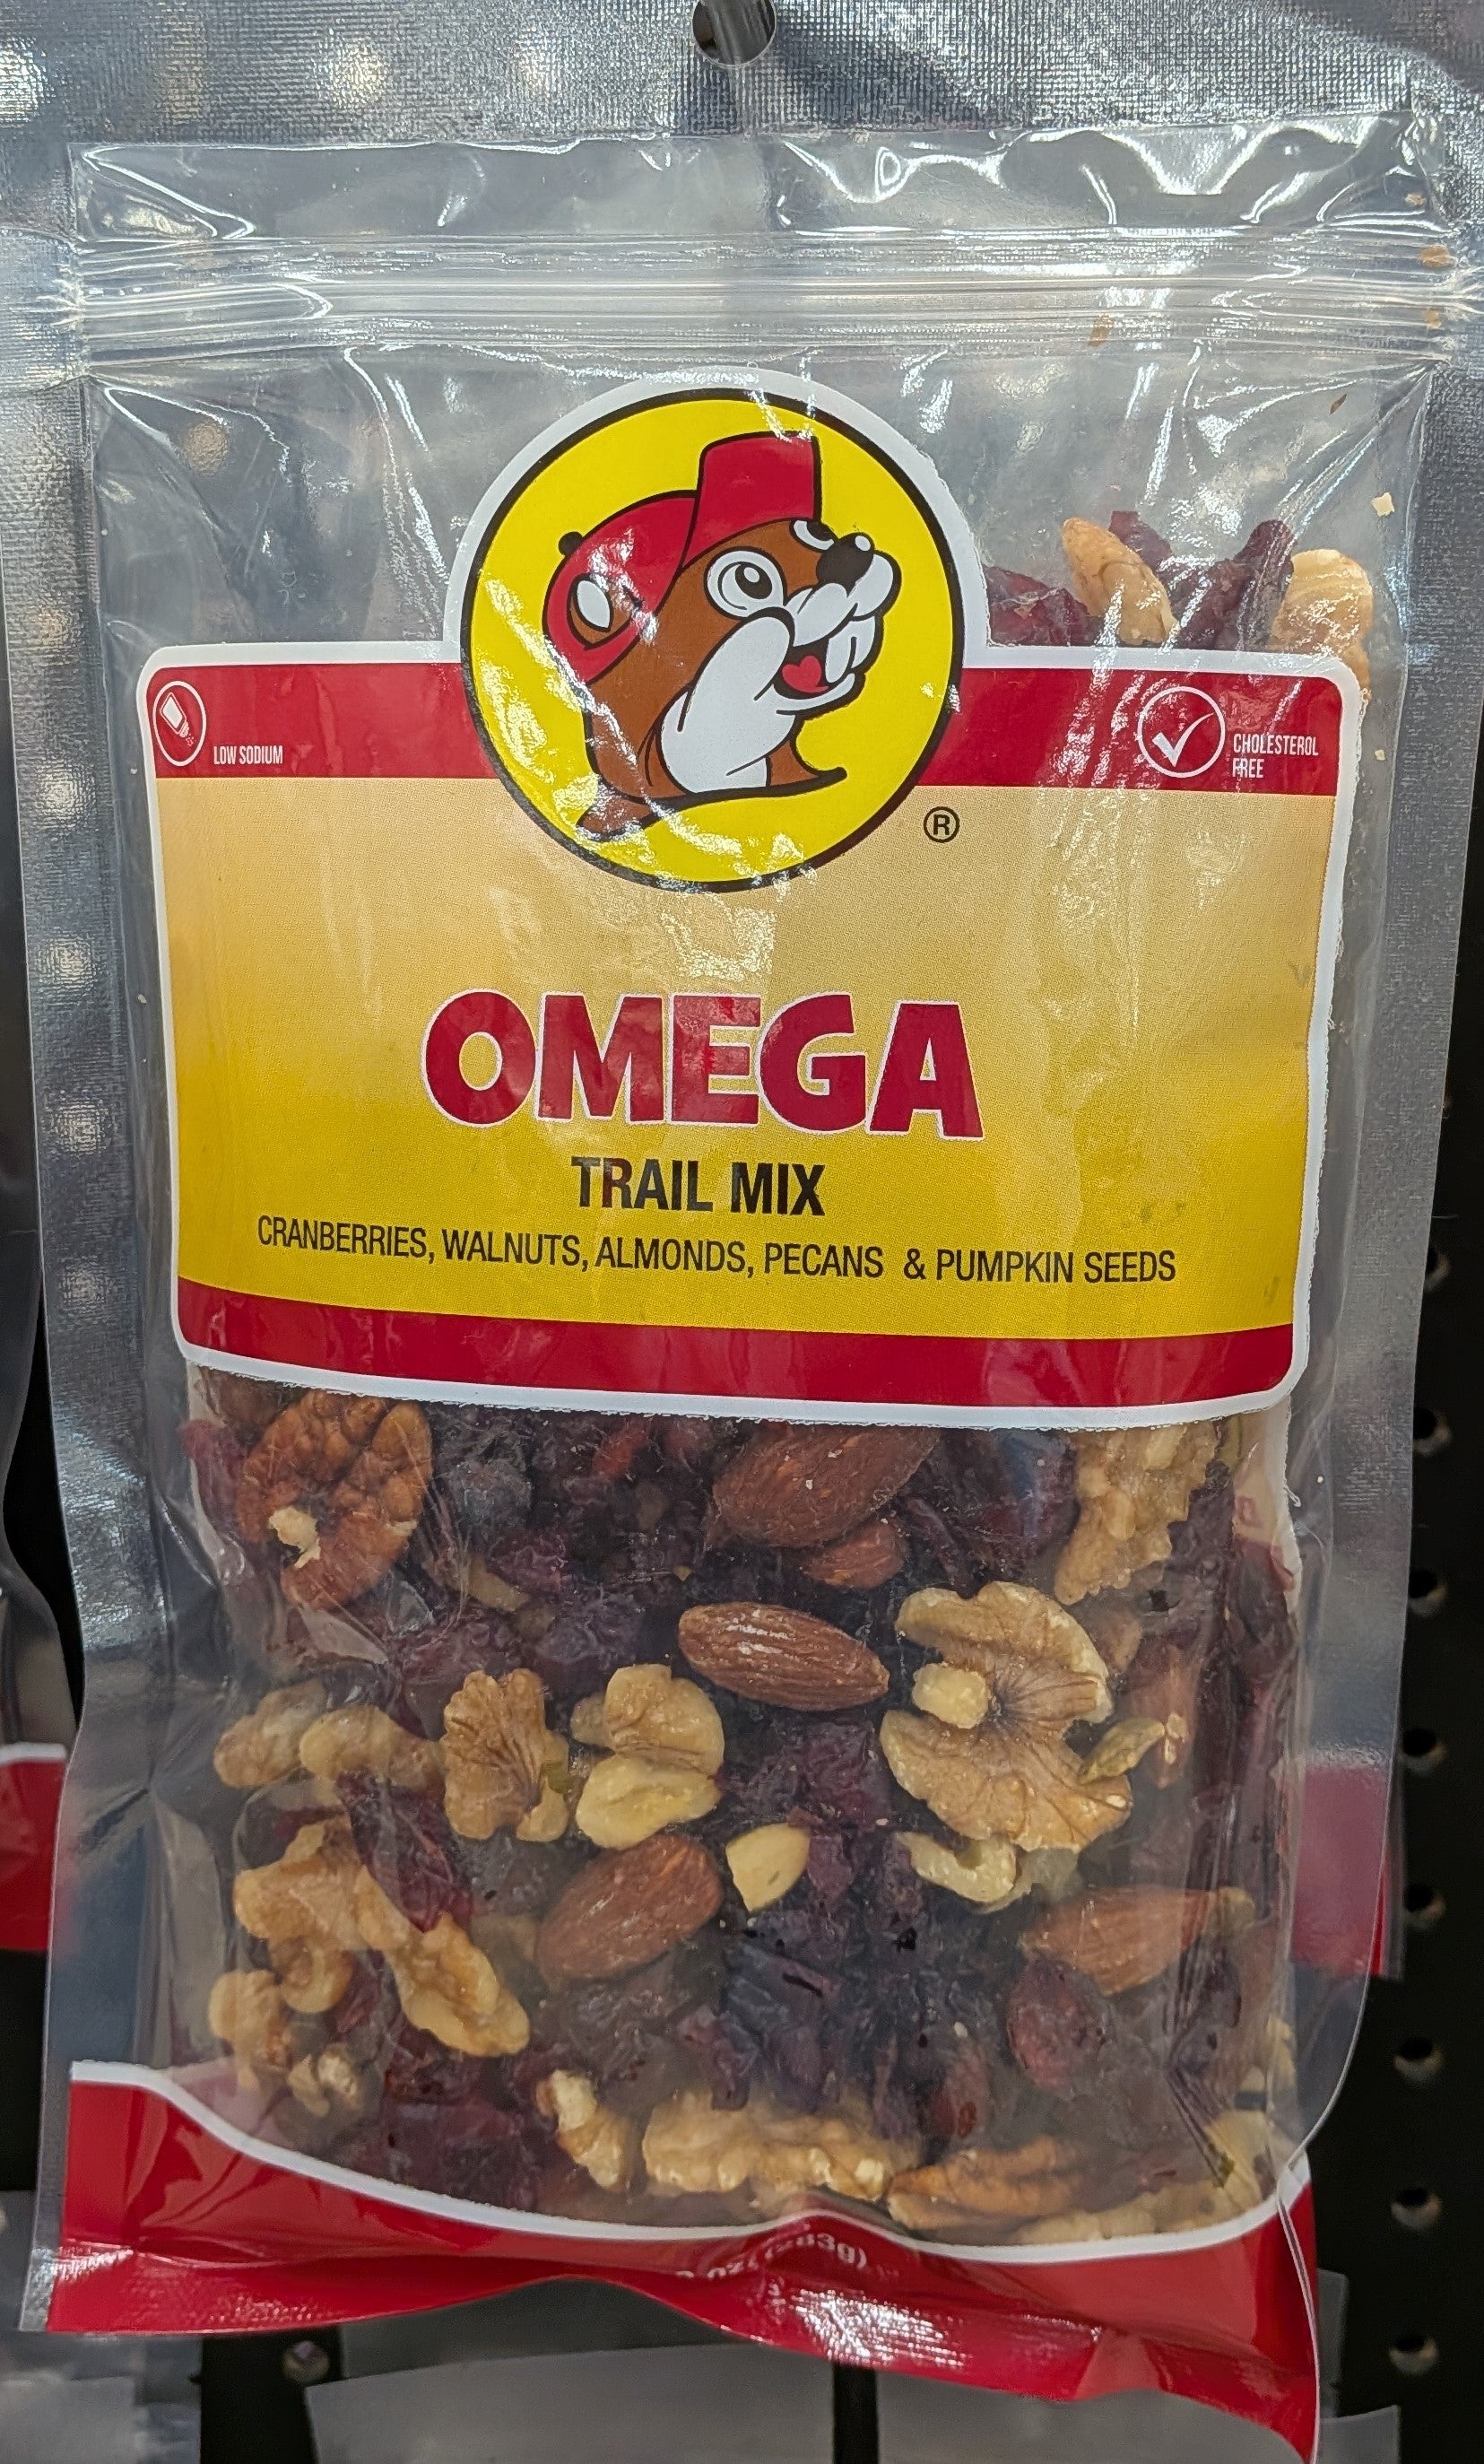 LOW SODIUM
CHOLESTEROL
FREE
®
OMEGA
TRAIL MIX
CRANBERRIES, WALNUTS, ALMONDS, PECANS & PUMPKIN SEEDS